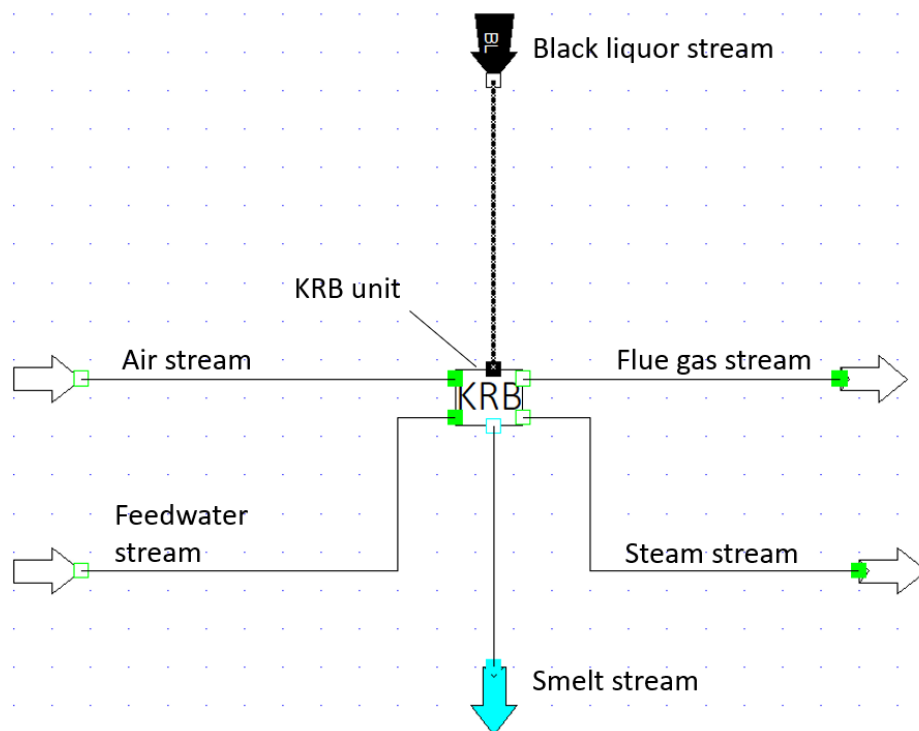 BL
Black liquor stream
KRB unit
Air stream
Flue gas stream
KRB
Feedwater
stream
Steam stream
Smelt stream